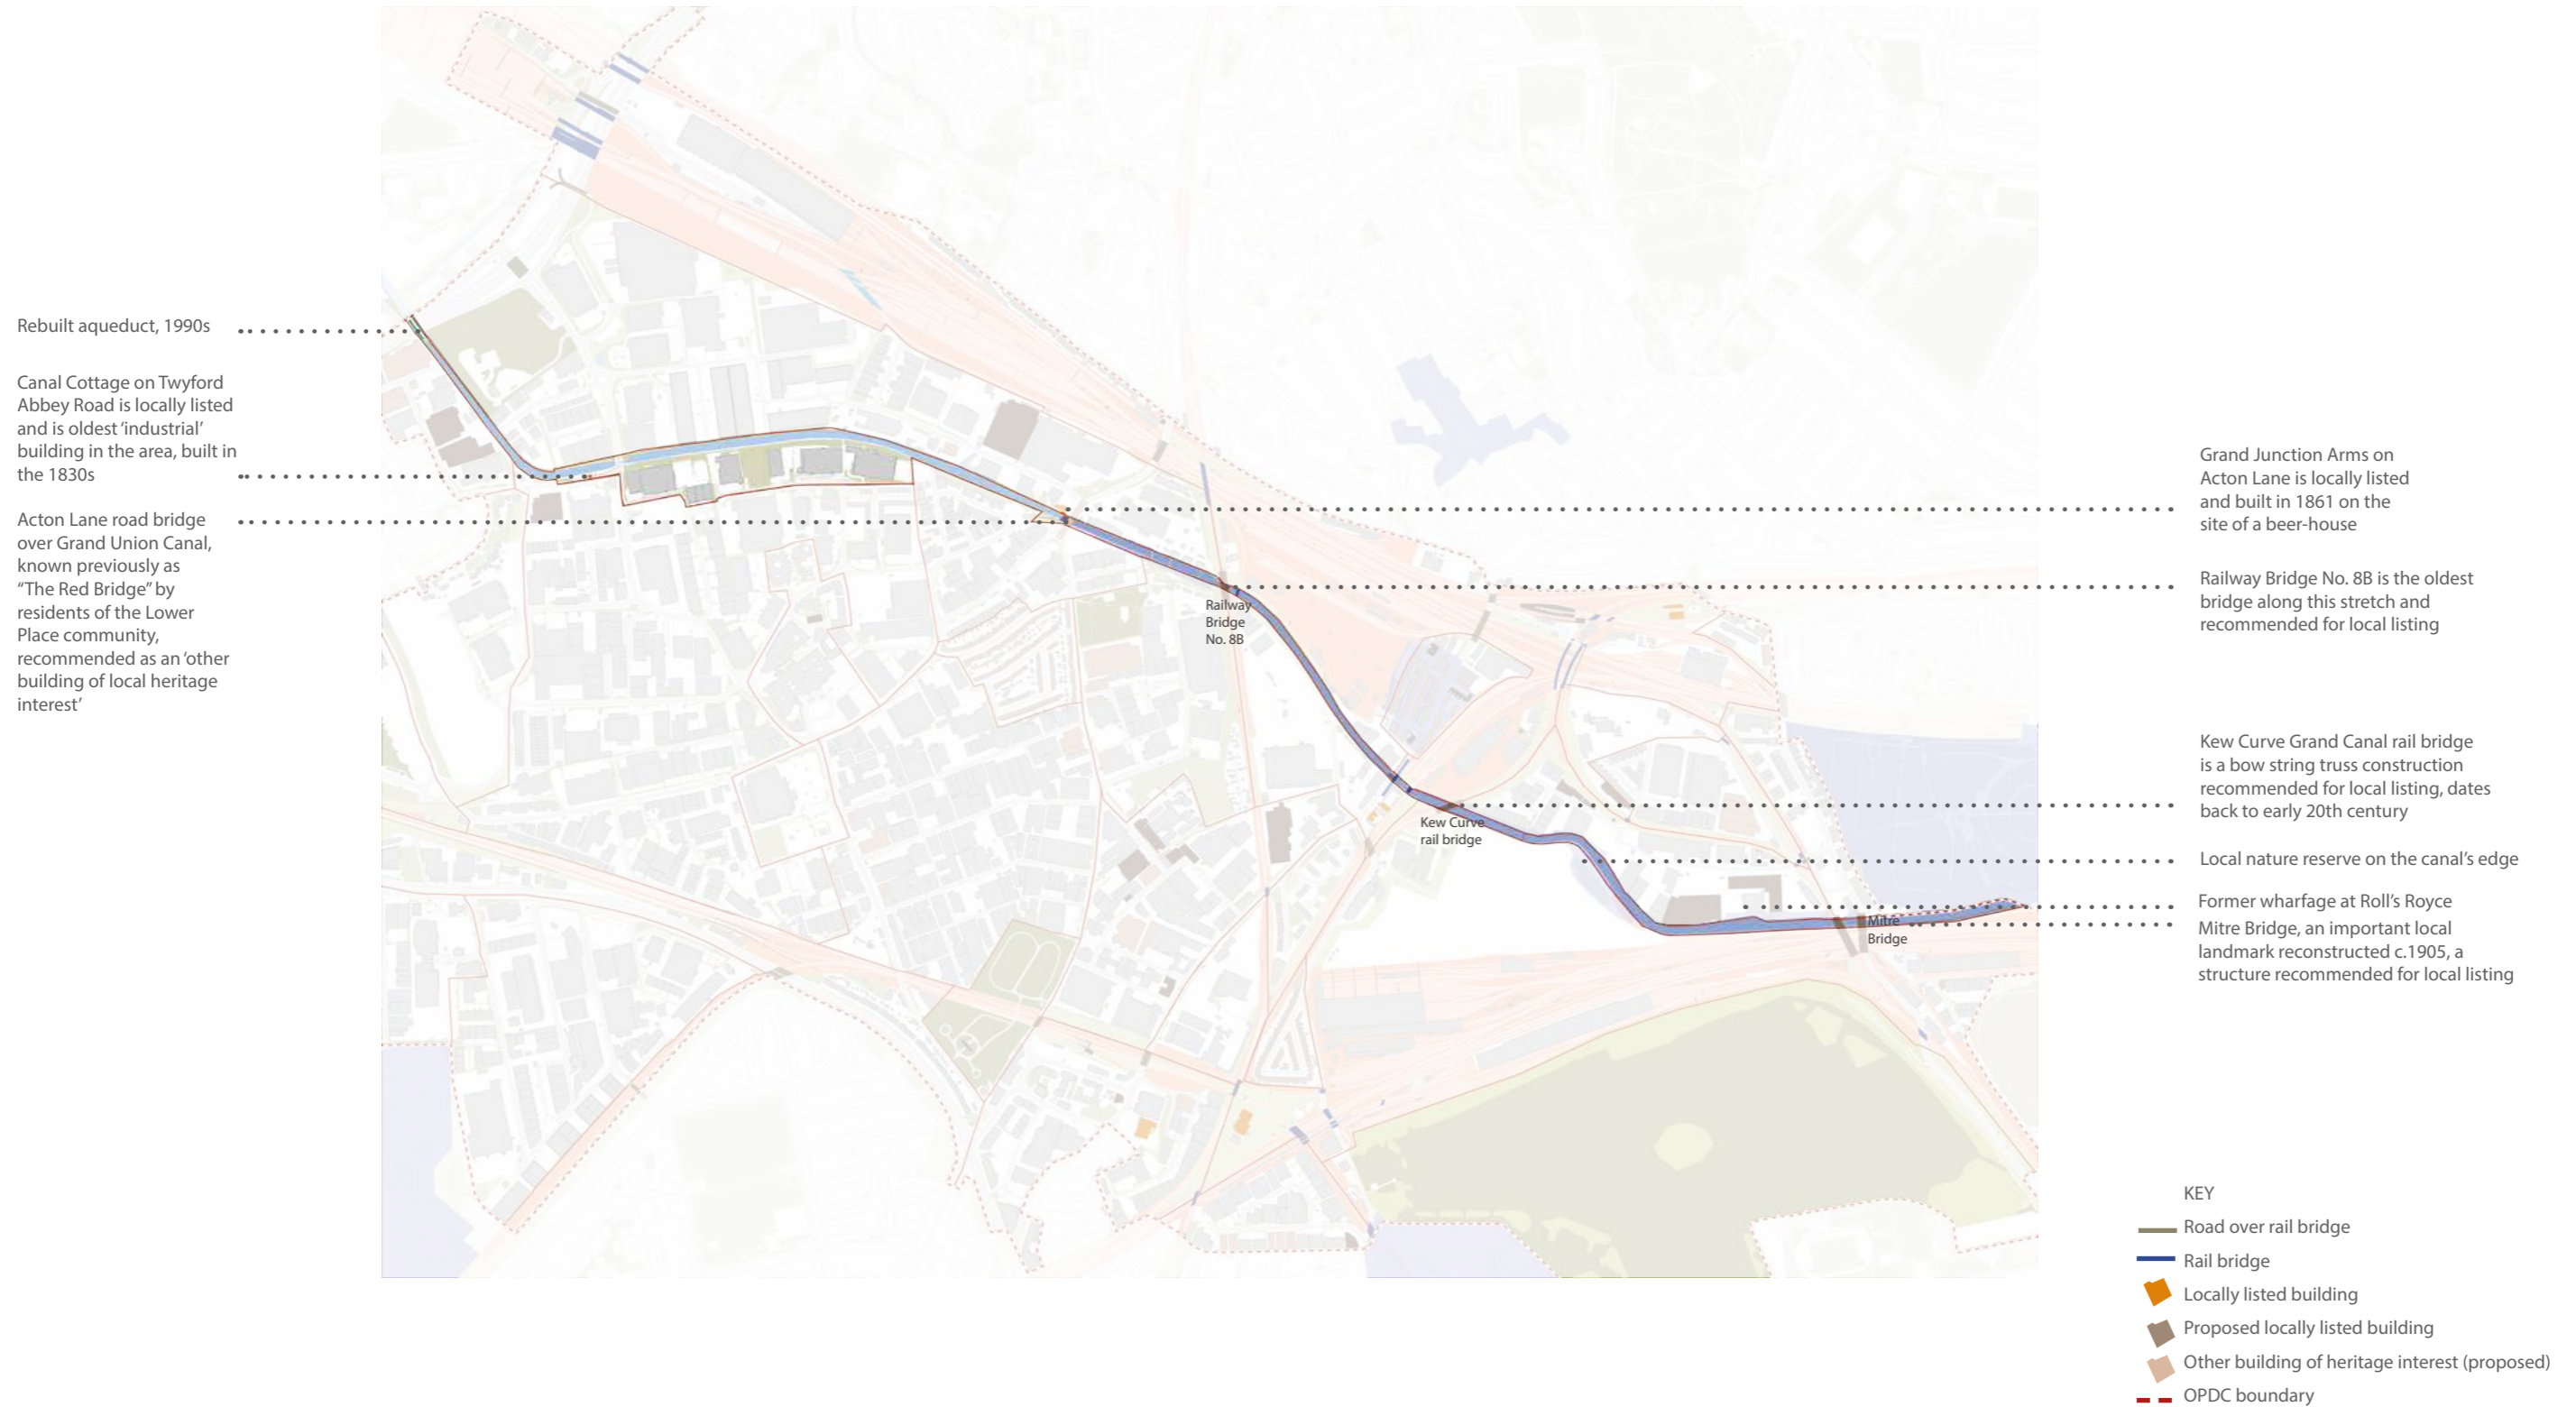 Rebuilt aqueduct, 1990s
Canal Cottage on Twyford
Abbey Road is locally listed
and is oldest ‘industrial’
building in the area, built in
the 1830s
Acton Lane road bridge
over Grand Union Canal,
known previously as
“The Red Bridge” by
residents of the Lower
Place community,
recommended as an ‘other
building of local heritage
interest’
Railway
Bridge
No. 8B
Kew Curve
rail bridge
Mitre
Bridge
Grand Junction Arms on
Acton Lane is locally listed
and built in 1861 on the
site of a beer-house
Railway Bridge No. 8B is the oldest
bridge along this stretch and
recommended for local listing
Kew Curve Grand Canal rail bridge
is a bow string truss construction
recommended for local listing, dates
back to early 20th century
Local nature reserve on the canal’s edge
Former wharfage at Roll’s Royce
Mitre Bridge, an important local
landmark reconstructed c.1905, a
structure recommended for local listing
KEY
Road over rail bridge
Rail bridge
Locally listed building
Proposed locally listed building
Other building of heritage interest (proposed)
OPDC boundary